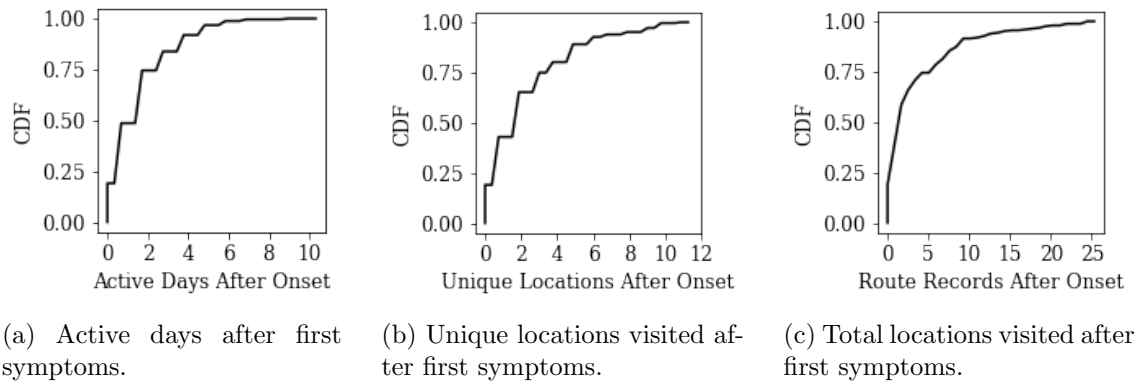 1.00
0.75
0.50
0.25
0.00
CDF
0 2 4 6 8 10
Active Days After Onset
(a) Active days after first
symptoms.
1.00
0.75
0.50
0.25
0.00
CDF
0 2 4 6 8 10 12
Unique Locations After Onset
(b) Unique locations visited af-
ter first symptoms.
1.00
0.75
0.50
0.25
0.00
CDF
0 5 10 15 20 25
Route Records After Onset
(c) Total locations visited after
first symptoms.